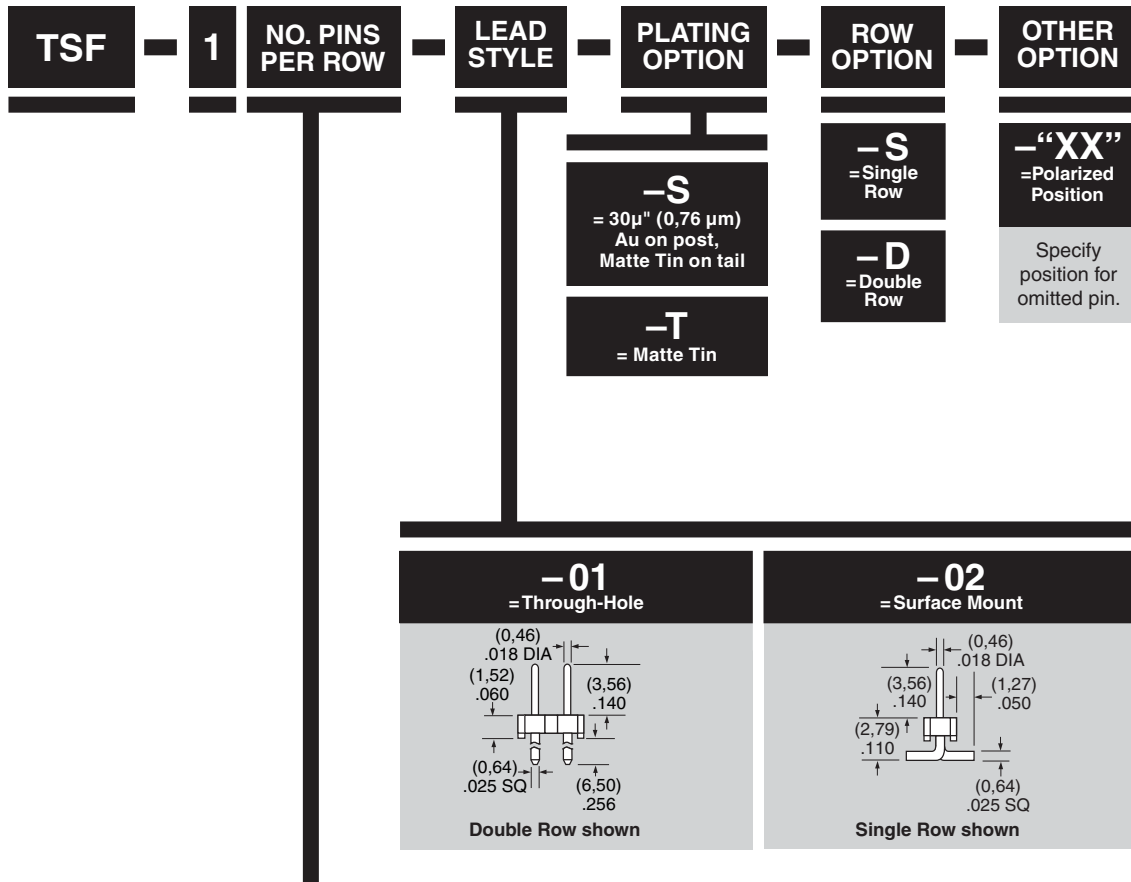 TSF
1
NO. PINS
PER ROW
LEAD
STYLE
PLATING
OPTION
ROW
OPTION
OTHER
OPTION
–S
= 30µ" (0,76 µm)
Au on post,
Matte Tin on tail
–T
= Matte Tin
–S
=Single
Row
–D
=Double
Row
–“XX”
=Polarized
Position
Specify
position for
omitted pin.
–01
=Through-Hole
(0,46)
.018 DIA
(1,52)
.060
(3,56)
.140
(0,64)
.025 SQ
(6,50)
.256
Double Row shown
–02
=Surface Mount
(0,46)
.018 DIA
(3,56)
.140
(1,27)
.050
(2,79)
.110
(0,64)
.025 SQ
Single Row shown